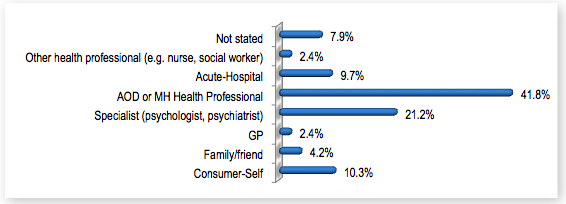 Not stated 7.9%
Other health professional (e.g. nurse, social worker) 2.4%
Acute-Hospital 9.7%
AOD or MH Health Professional 41.8%
Specialist (psychologist, psychiatrist) 21.2%
GP 2.4%
Family/friend 4.2%
Consumer-Self 10.3%